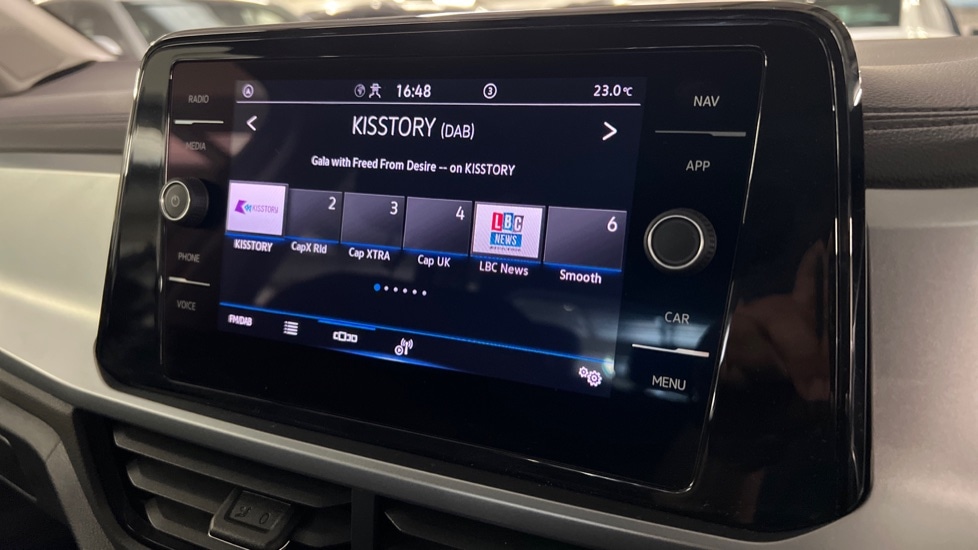 RADIO
MEDIA
PHONE
VOICE
16:48
3
23.0 °C
KISSTORY (DAB)
Gala with Freed From Desire -- on KISSTORY
KISSTORY
2
3
4
LBC
NEWS
6
KISSTORY
CapX Rld
Cap XTRA
Cap UK
LBC News
Smooth
FM/DAB
NAV
APP
CAR
MENU